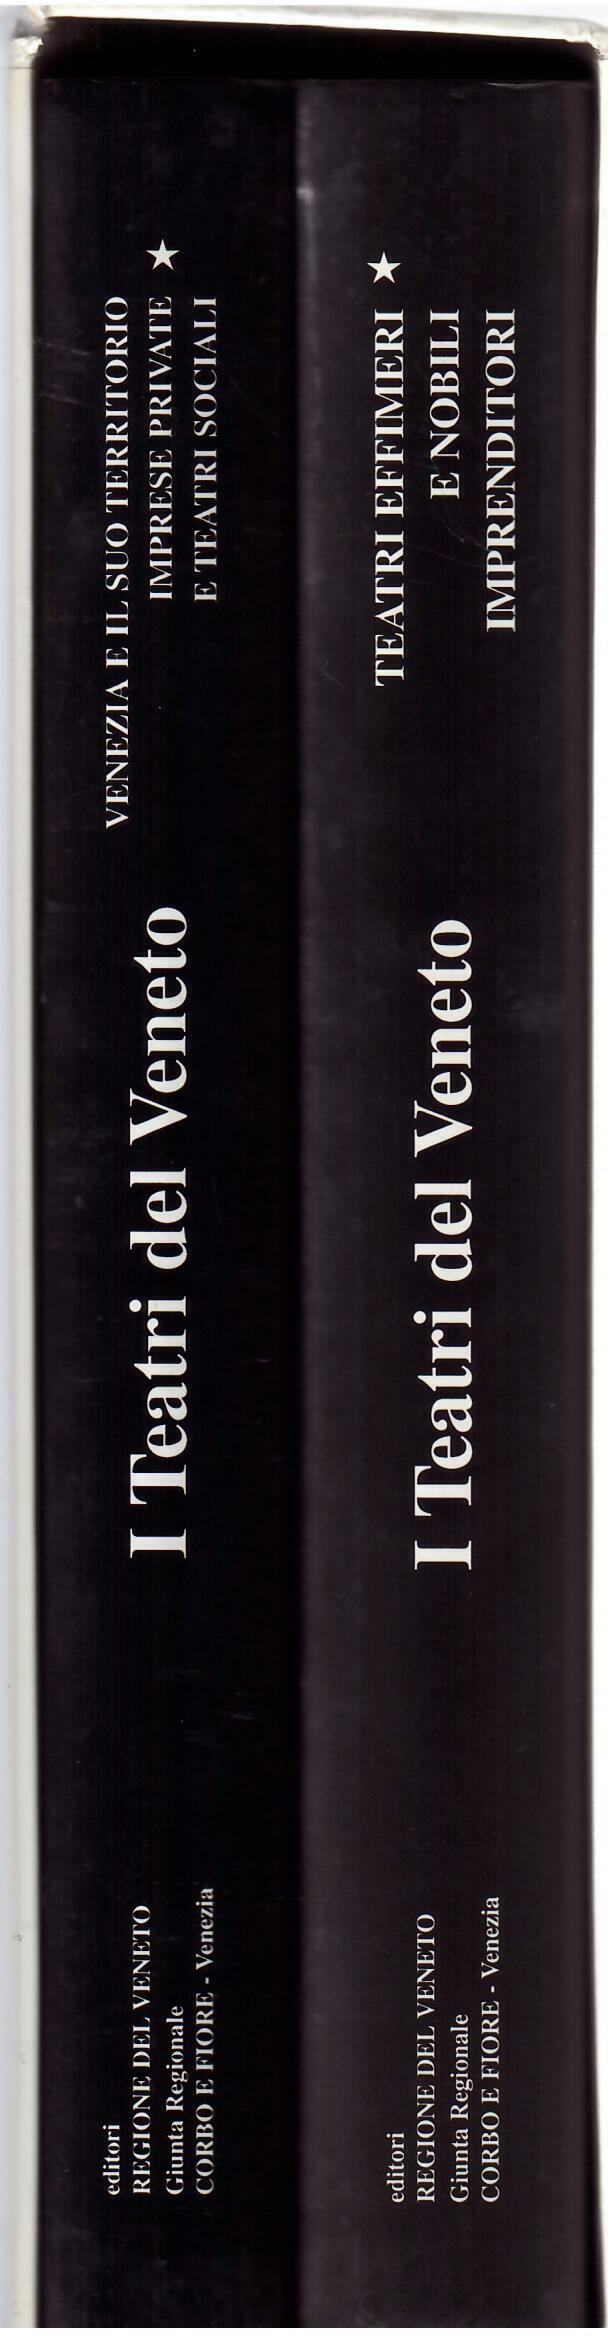 editori
REGIONE DEL VENETO
Giunta Regionale
CORBO E FIORE - Venezia
I Teatri del Veneto
VENEZIA E IL SUO TERRITORIO
IMPRESE PRIVATE ★
E TEATRI SOCIALI
editori
REGIONE DEL VENETO
Giunta Regionale
CORBO E FIORE - Venezia
I Teatri del Veneto
TEATRI EFFIMERI ★
E NOBILI
IMPRENDITORI